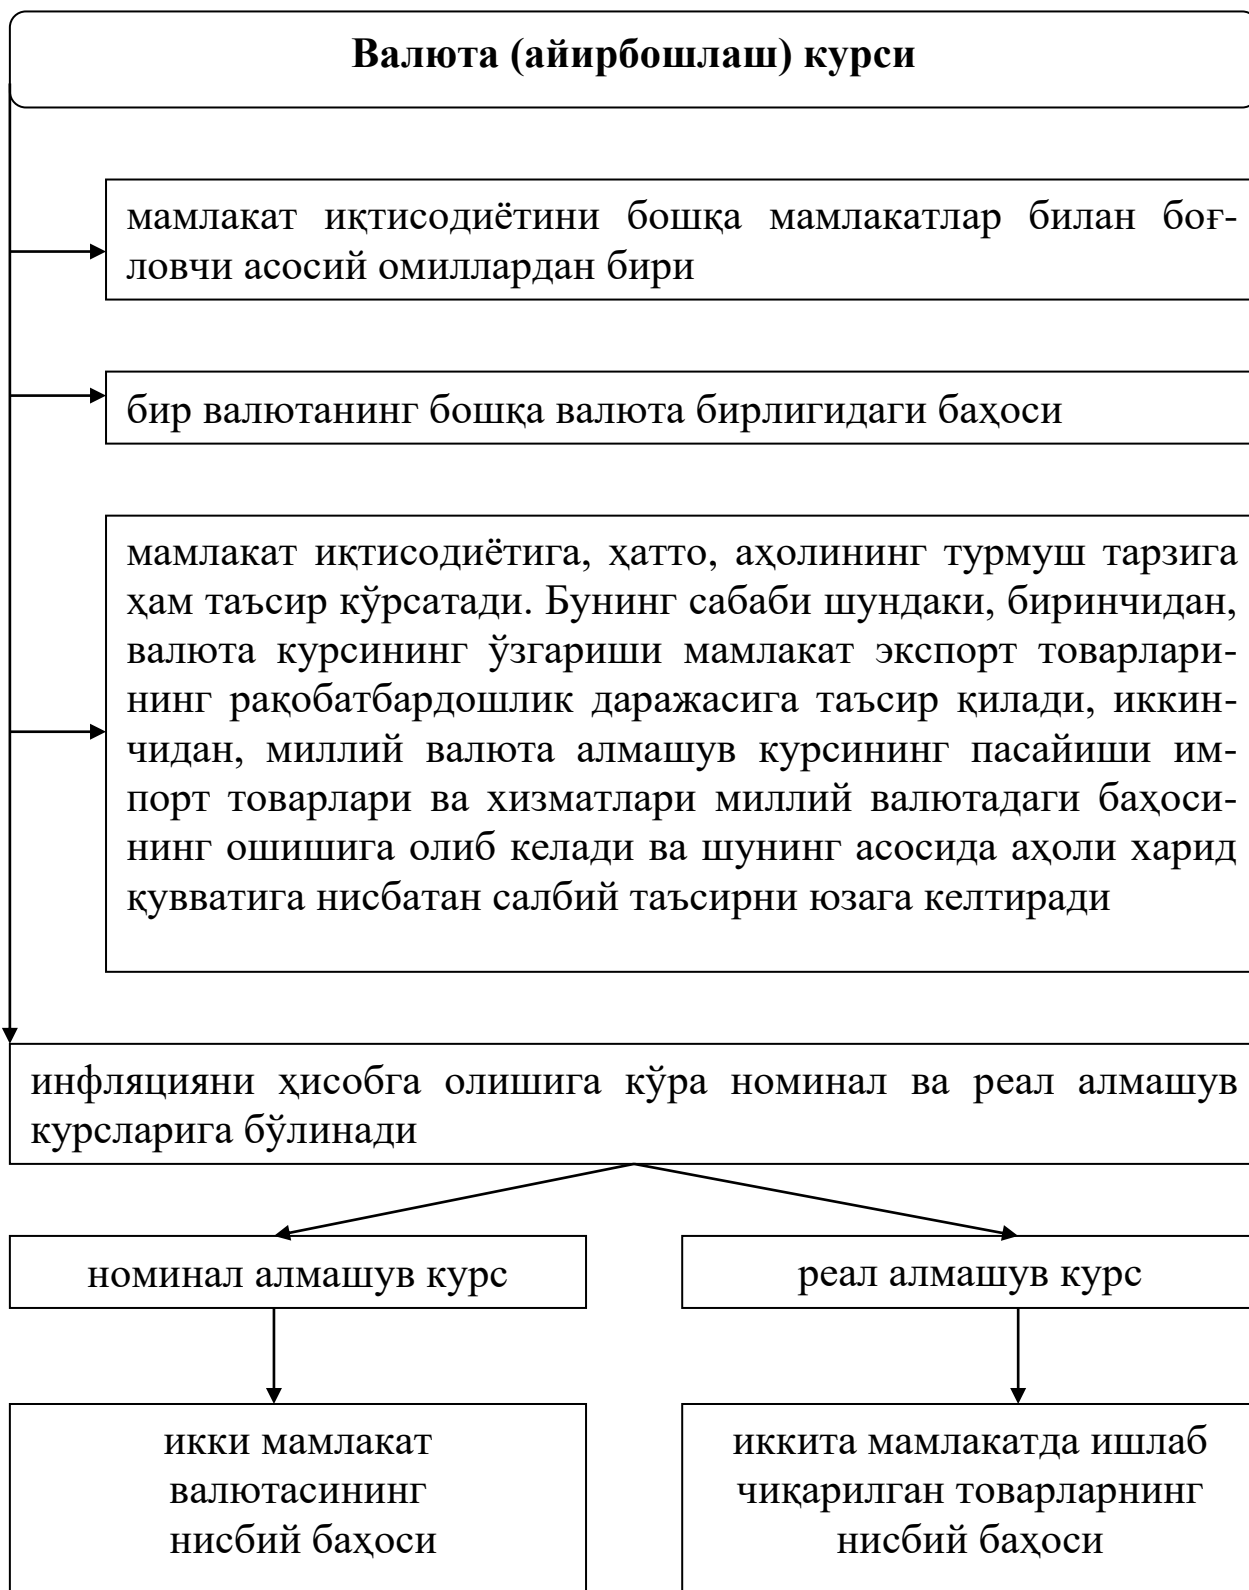 Валюта (айирбошлаш) курси
мамлакат иқтисодиётини бошқа мамлакатлар билан боғ-
ловчи асосий омиллардан бири
бир валютанинг бошқа валюта бирлигидаги баҳоси
мамлакат иқтисодиётига, ҳатто, аҳолининг турмуш тарзига
ҳам таъсир кўрсатади. Бунинг сабаби шундаки, биринчидан,
валюта курсининг ўзгариши мамлакат экспорт товарлари-
нинг рақобатбардошлик даражасига таъсир қилади, иккин-
чидан, миллий валюта алмашув курсининг пасайиши им-
порт товарлари ва хизматлари миллий валютадаги баҳоси-
нинг ошишига олиб келади ва шунинг асосида аҳоли харид
қувватига нисбатан салбий таъсирни юзага келтиради
инфляцияни ҳисобга олишига кўра номинал ва реал алмашув
курсларига бўлинади
номинал алмашув курс
реал алмашув курс
икки мамлакат
валютасининг
нисбий баҳоси
иккита мамлакатда ишлаб
чиқарилган товарларнинг
нисбий баҳоси